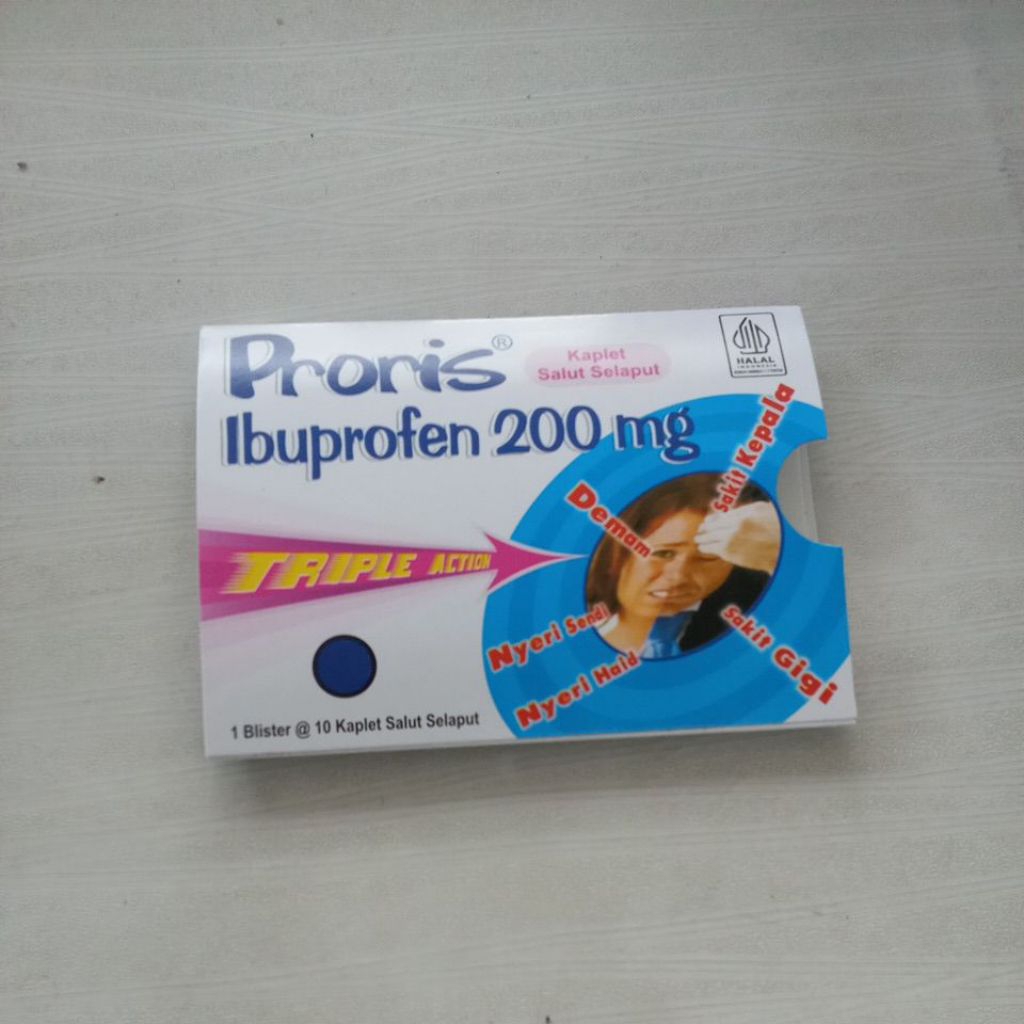 Proris®
Kaplet
Salut Selaput
HALAL
INDONESIA
Ibuprofen 200 mg
Sakit Kepala
Demam
TRIPLE ACTION
Nyeri Sendi
Nyeri Haid
Sakit Gigi
1 Blister @ 10 Kaplet Salut Selaput